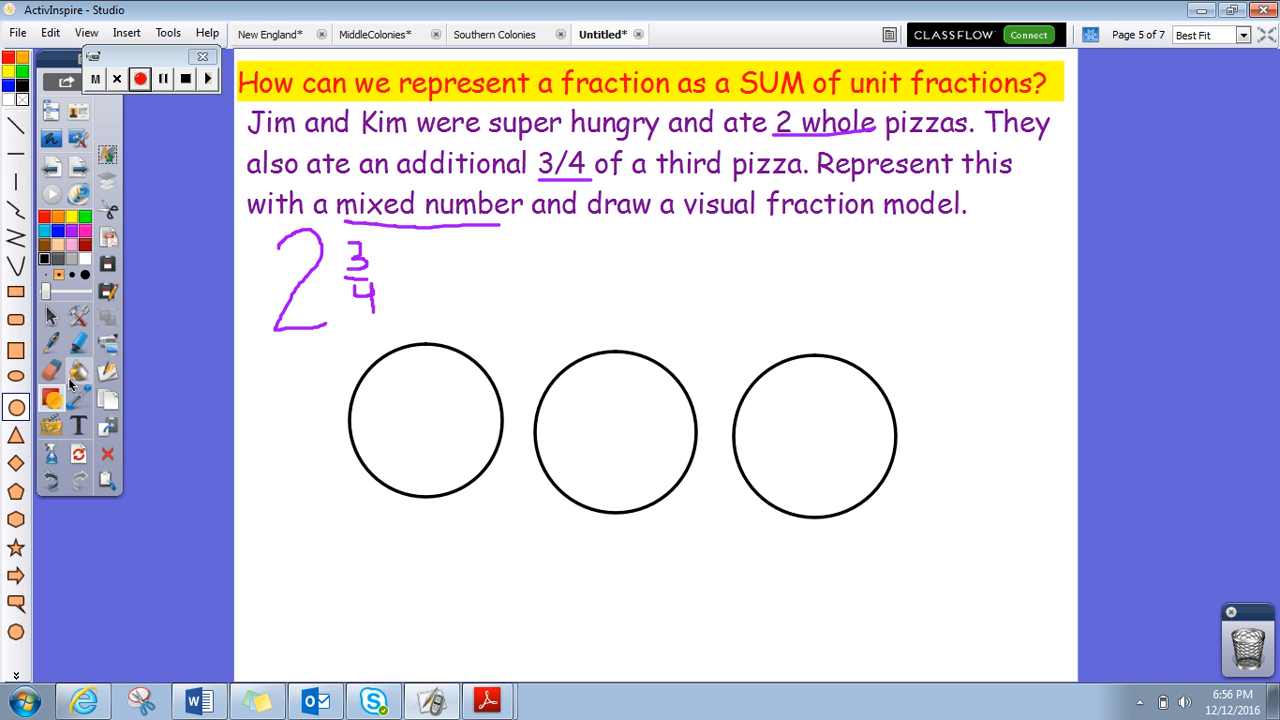 ActivInspire - Studio
File Edit View Insert Tools Help
New England* MiddleColonies* Southern Colonies Untitled*
CLASSFLOW Connect
Page 5 of 7 Best Fit
M
T
How can we represent a fraction as a SUM of unit fractions?
Jim and Kim were super hungry and ate 2 whole pizzas. They
also ate an additional 3/4 of a third pizza. Represent this
with a mixed number and draw a visual fraction model.
2 3/4
6:56 PM
12/12/2016